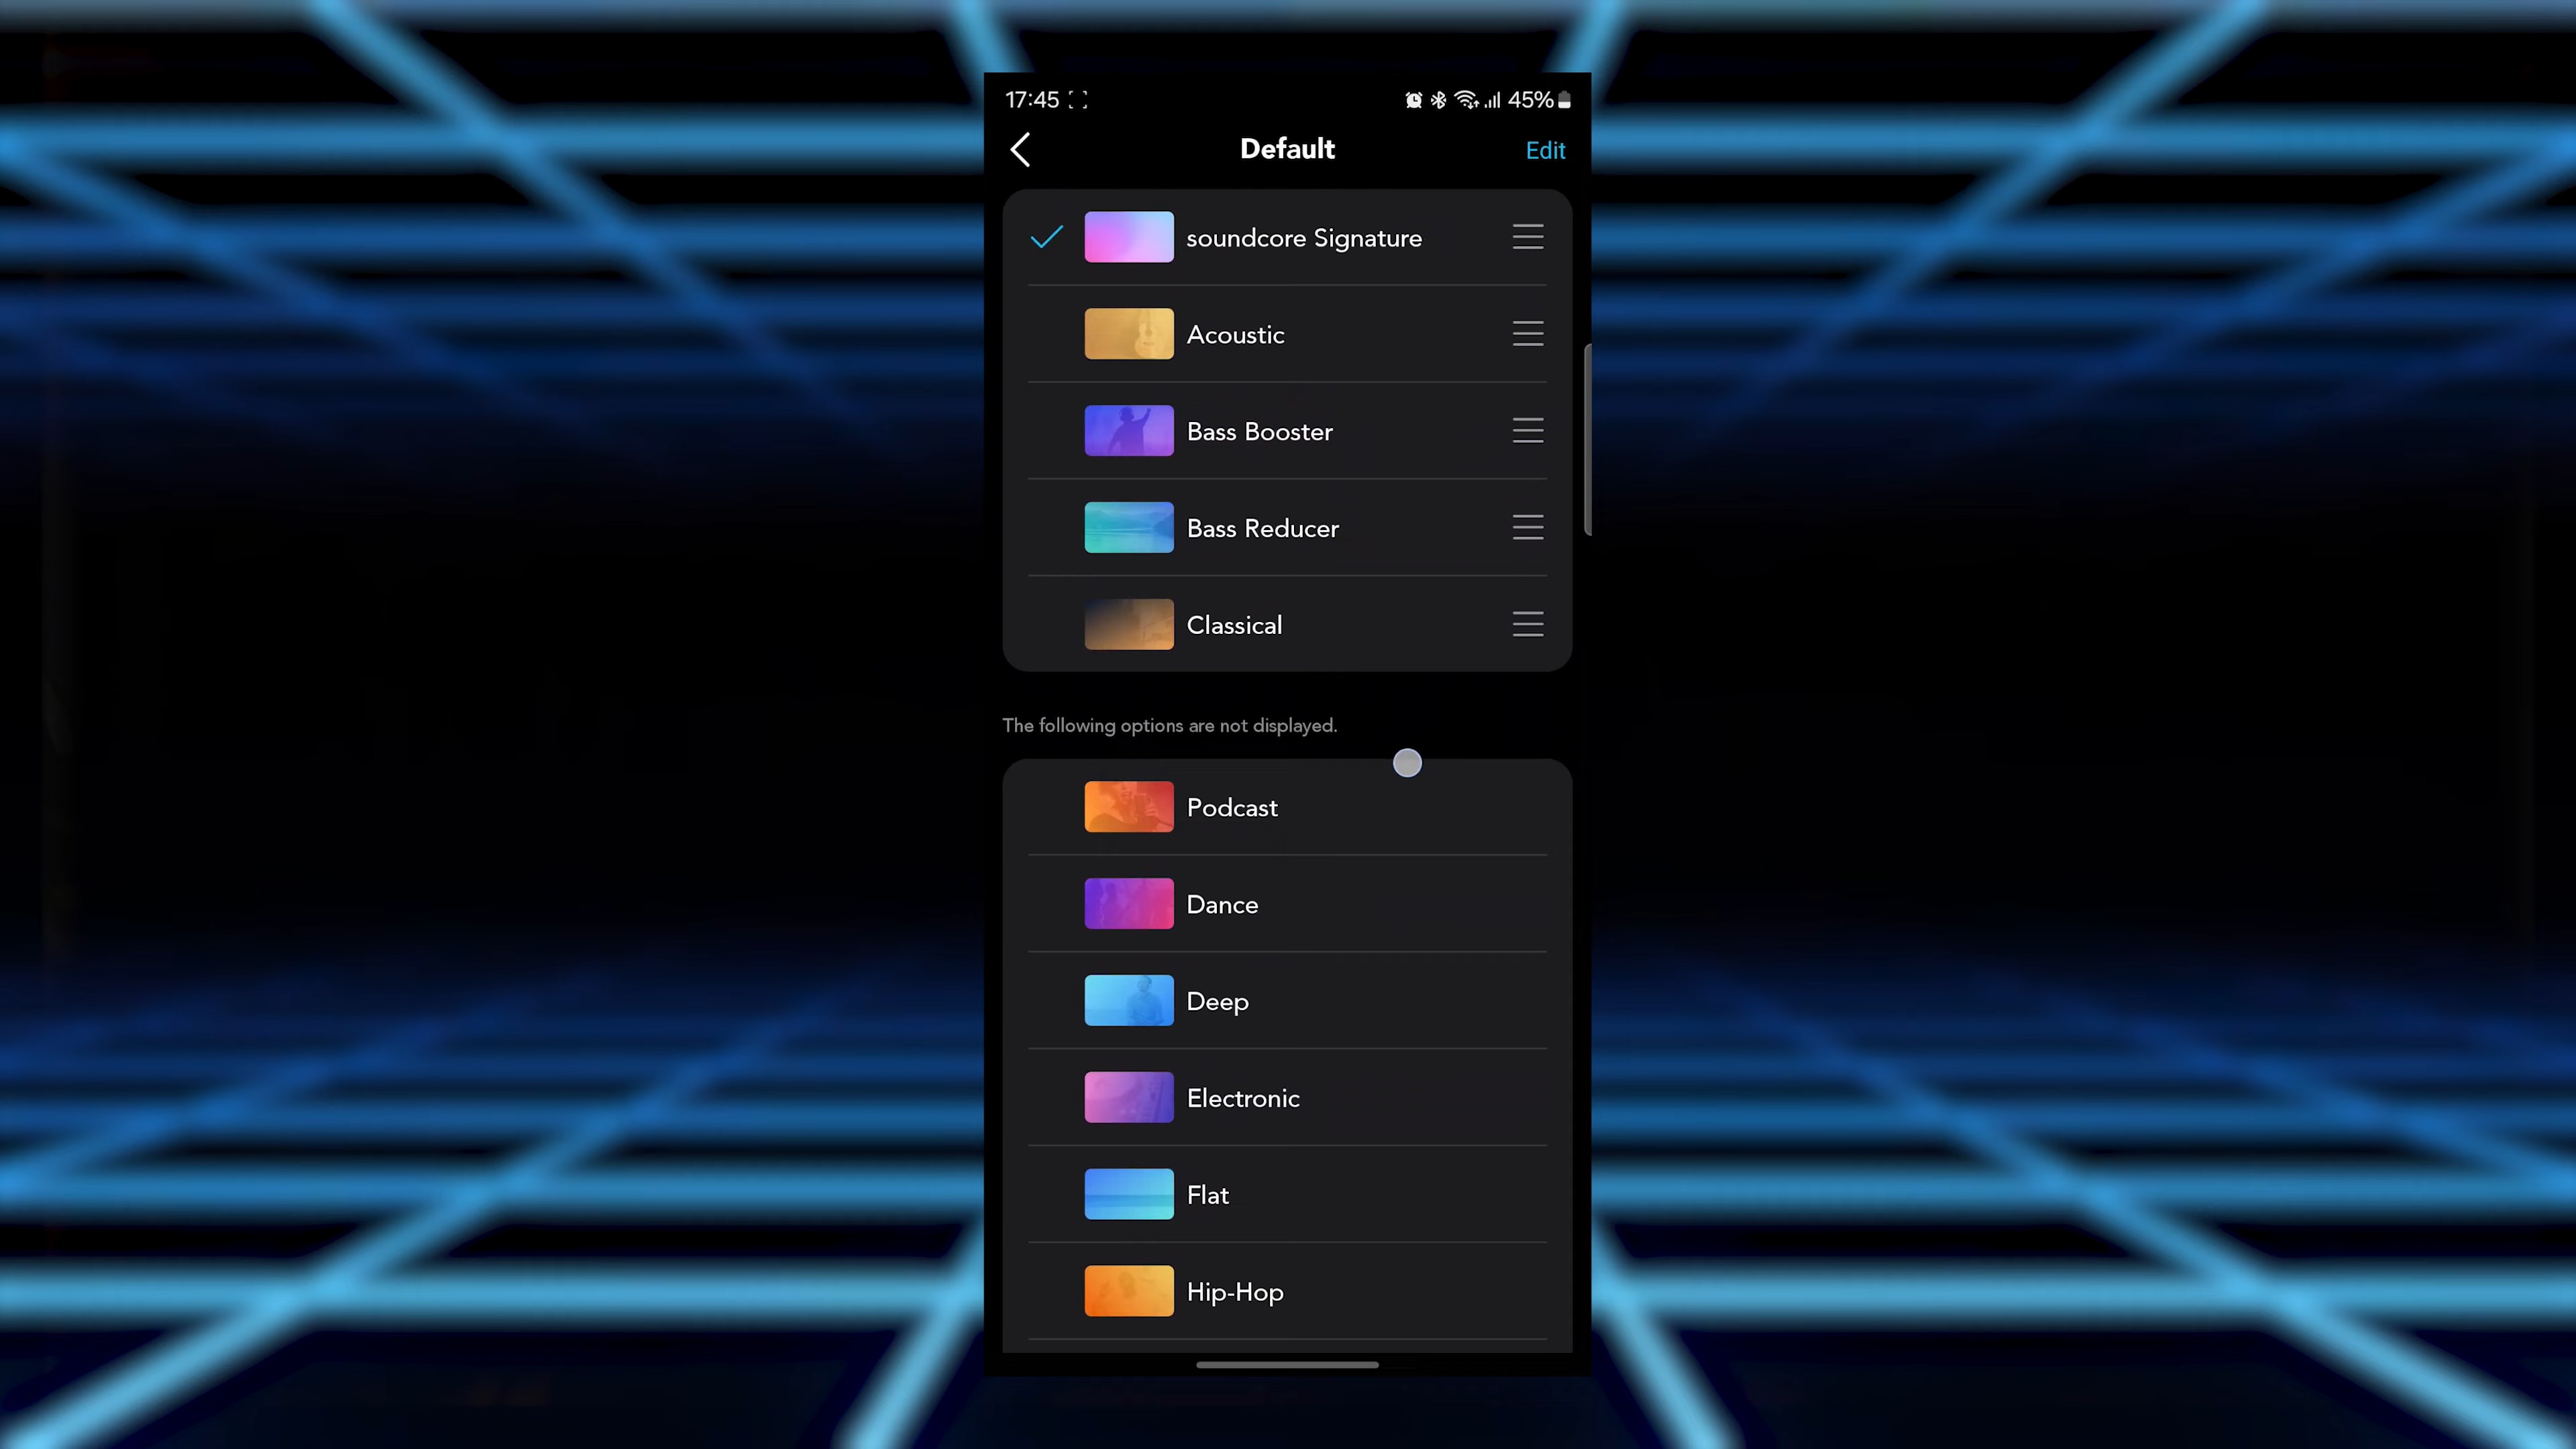 17:45 45%
Default Edit
soundcore Signature
Acoustic
Bass Booster
Bass Reducer
Classical
The following options are not displayed.
Podcast
Dance
Deep
Electronic
Flat
Hip-Hop